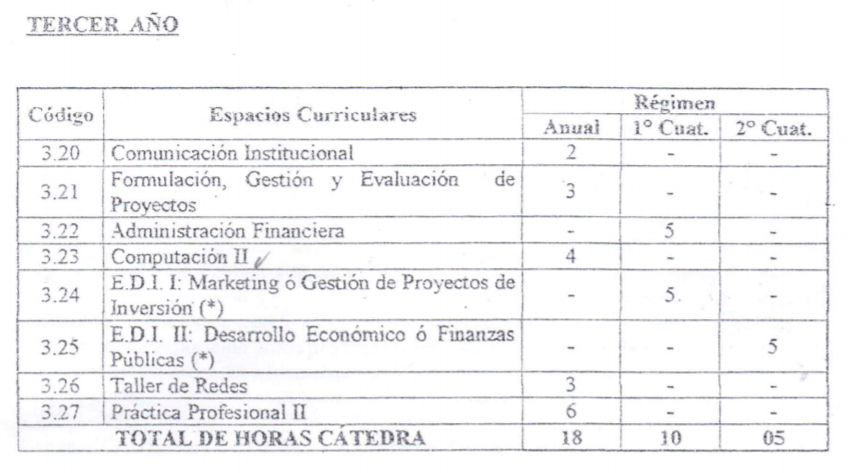 TERCER AÑO
Código Espacios Curriculares Régimen
Anual 1° Cuat. 2° Cuat.
3.20 Comunicación Institucional 2 - -
3.21 Formulación, Gestión y Evaluación de Proyectos 3 - -
3.22 Administración Financiera - 5 -
3.23 Computación II 4 - -
3.24 E.D.I. I: Marketing ó Gestión de Proyectos de Inversión (*) - 5 -
3.25 E.D.I. II: Desarrollo Económico ó Finanzas Públicas (*) - - 5
3.26 Taller de Redes 3 - -
3.27 Práctica Profesional II 6 - -
TOTAL DE HORAS CÁTEDRA 18 10 05